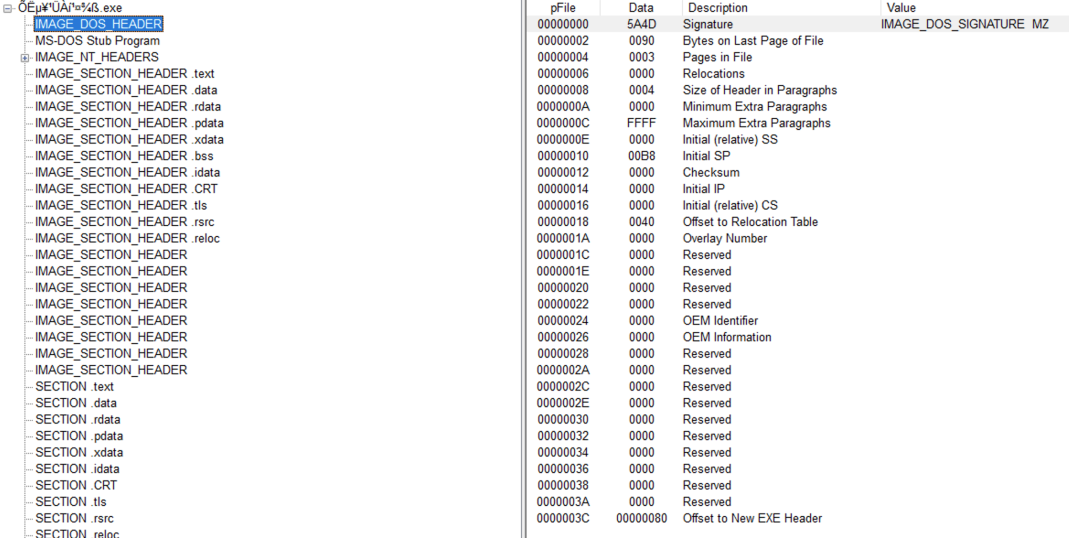 ÕËµ¥¹ÜÀí¹¤¾ß.exe
IMAGE_DOS_HEADER
MS-DOS Stub Program
IMAGE_NT_HEADERS
IMAGE_SECTION_HEADER .text
IMAGE_SECTION_HEADER .data
IMAGE_SECTION_HEADER .rdata
IMAGE_SECTION_HEADER .pdata
IMAGE_SECTION_HEADER .xdata
IMAGE_SECTION_HEADER .bss
IMAGE_SECTION_HEADER .idata
IMAGE_SECTION_HEADER .CRT
IMAGE_SECTION_HEADER .tls
IMAGE_SECTION_HEADER .rsrc
IMAGE_SECTION_HEADER .reloc
IMAGE_SECTION_HEADER
IMAGE_SECTION_HEADER
IMAGE_SECTION_HEADER
IMAGE_SECTION_HEADER
IMAGE_SECTION_HEADER
IMAGE_SECTION_HEADER
IMAGE_SECTION_HEADER
IMAGE_SECTION_HEADER
SECTION .text
SECTION .data
SECTION .rdata
SECTION .pdata
SECTION .xdata
SECTION .idata
SECTION .CRT
SECTION .tls
SECTION .rsrc
SECTION .reloc
pFile Data Description Value
00000000 5A4D Signature IMAGE_DOS_SIGNATURE MZ
00000002 0090 Bytes on Last Page of File
00000004 0003 Pages in File
00000006 0000 Relocations
00000008 0004 Size of Header in Paragraphs
0000000A 0000 Minimum Extra Paragraphs
0000000C FFFF Maximum Extra Paragraphs
0000000E 0000 Initial (relative) SS
00000010 00B8 Initial SP
00000012 0000 Checksum
00000014 0000 Initial IP
00000016 0000 Initial (relative) CS
00000018 0040 Offset to Relocation Table
0000001A 0000 Overlay Number
0000001C 0000 Reserved
0000001E 0000 Reserved
00000020 0000 Reserved
00000022 0000 Reserved
00000024 0000 OEM Identifier
00000026 0000 OEM Information
00000028 0000 Reserved
0000002A 0000 Reserved
0000002C 0000 Reserved
0000002E 0000 Reserved
00000030 0000 Reserved
00000032 0000 Reserved
00000034 0000 Reserved
00000036 0000 Reserved
00000038 0000 Reserved
0000003A 0000 Reserved
0000003C 00000080 Offset to New EXE Header